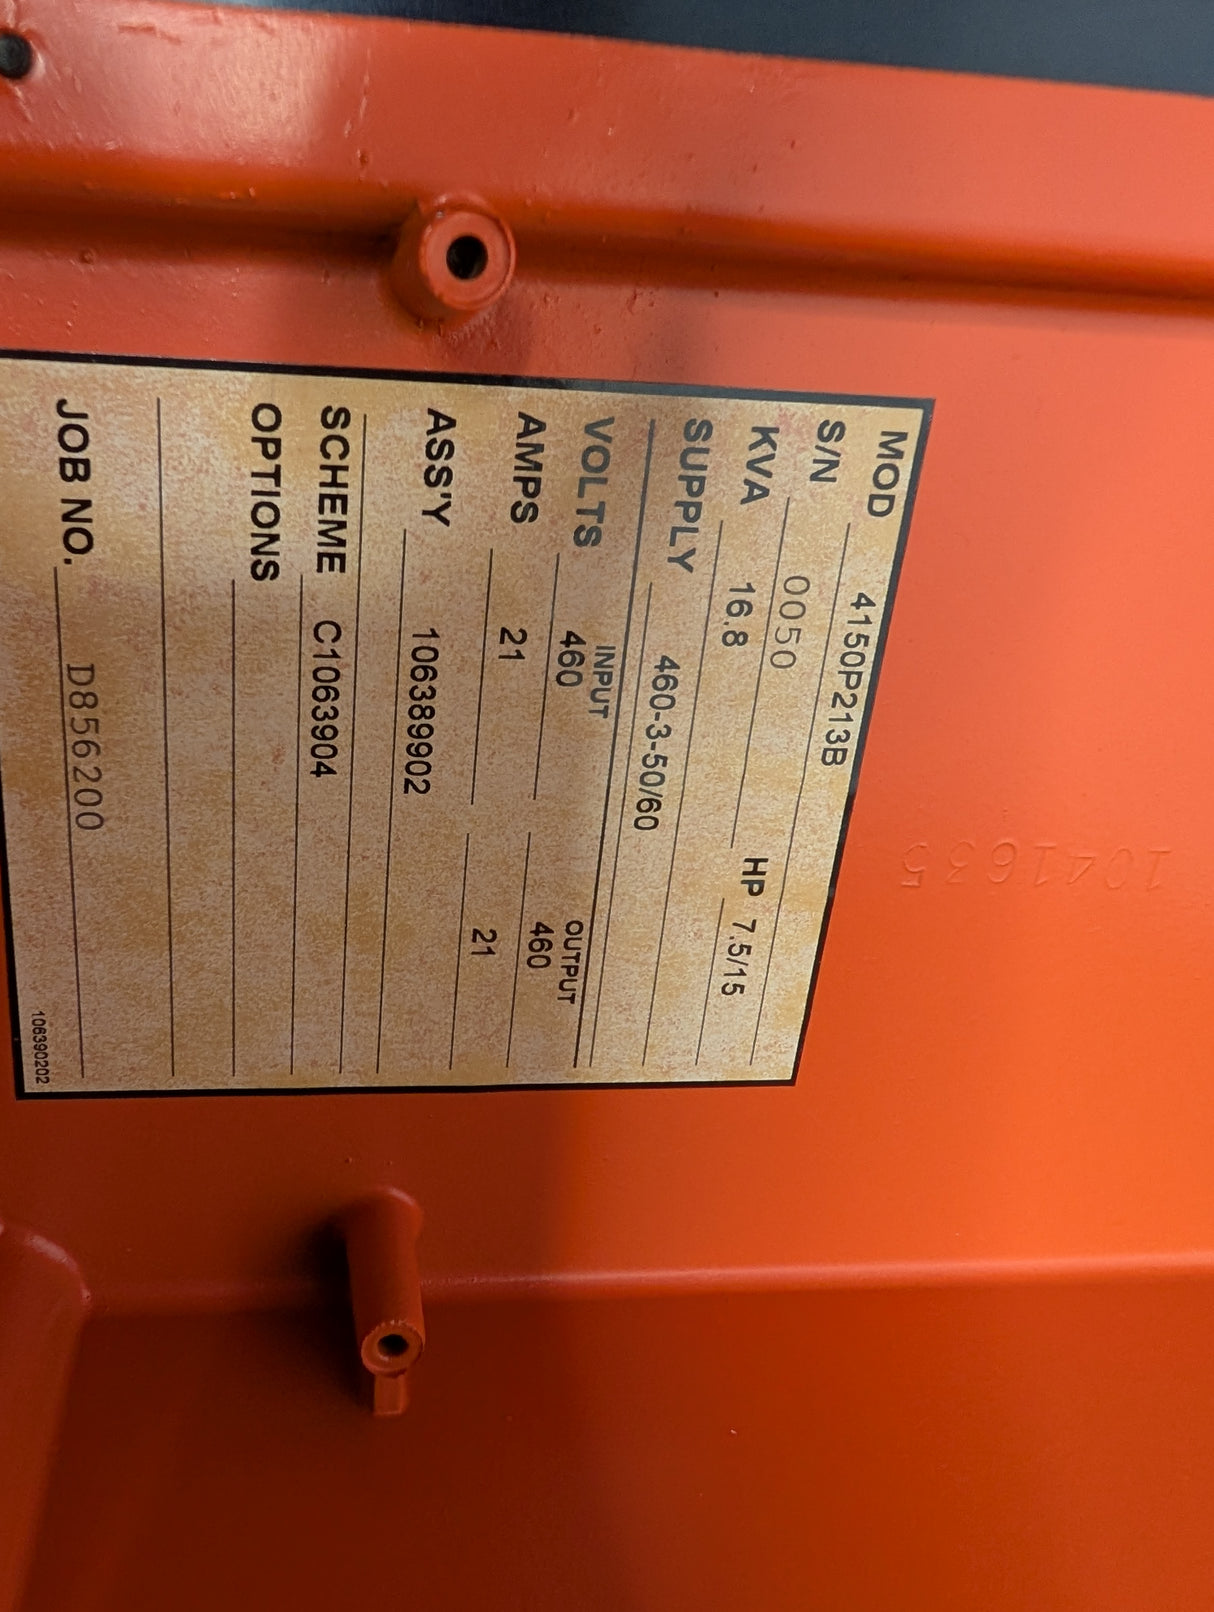 MOD 4150P213B
S/N 0050
KVA 16.8 HP 7.5/15
SUPPLY 460-3-50/60
INPUT OUTPUT
VOLTS 460 460
AMPS 21 21
ASS'Y 106389902
SCHEME C1063904
OPTIONS
JOB NO. D856200
106390202
1041635